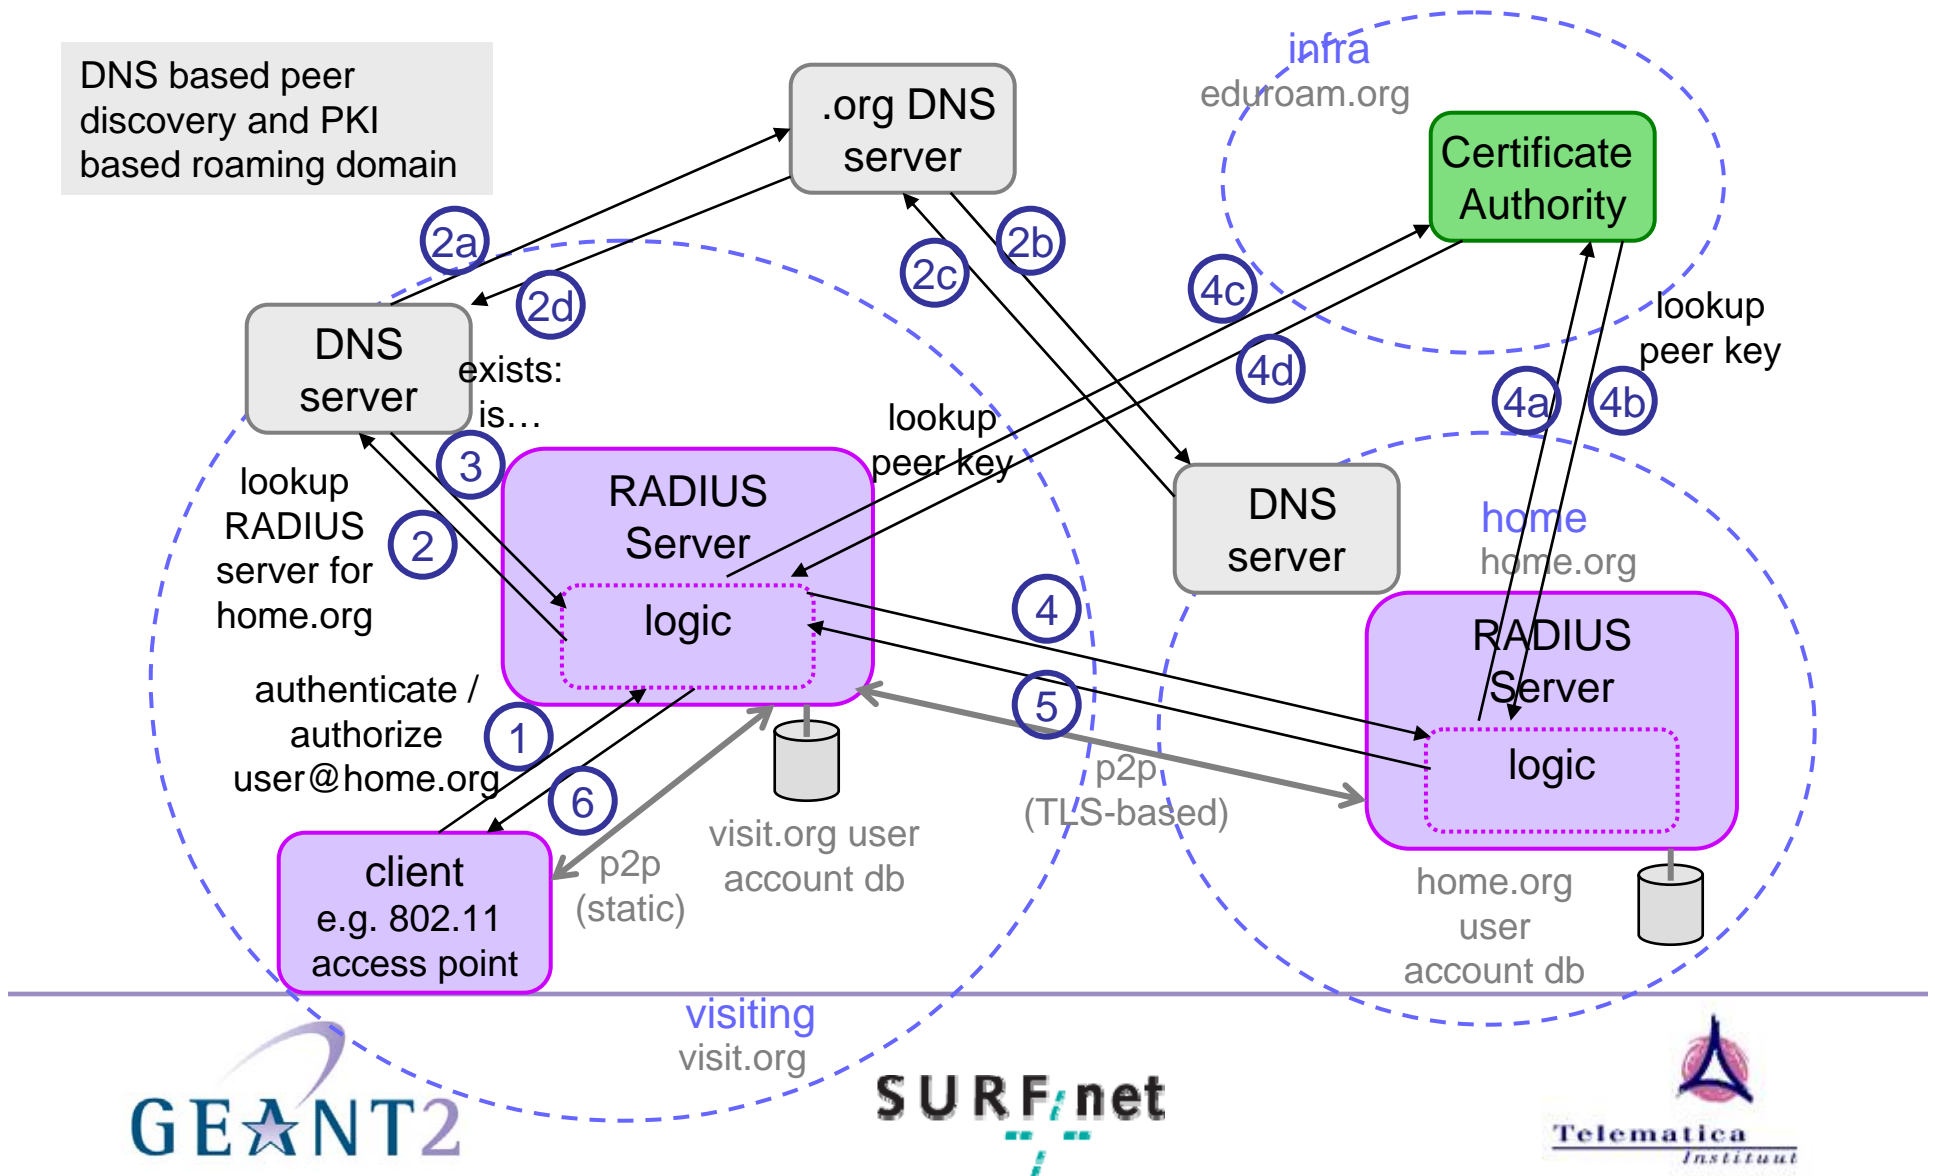 DNS based peer
discovery and PKI
based roaming domain
.org DNS
server
infra
eduroam.org
Certificate
Authority
2a
2d
2c
2b
4c
4d
4a
4b
lookup
peer key
DNS
server
exists:
is...
3
2
lookup
RADIUS
server for
home.org
RADIUS
Server
logic
lookup
peer key
DNS
server
home
home.org
RADIUS
Server
logic
4
5
authenticate /
authorize
user@home.org
1
6
p2p
(TLS-based)
visit.org user
account db
p2p
(static)
client
e.g. 802.11
access point
home.org
user
account db
visiting
visit.org
GEANT2
SURFnet
Telematica
Instituut